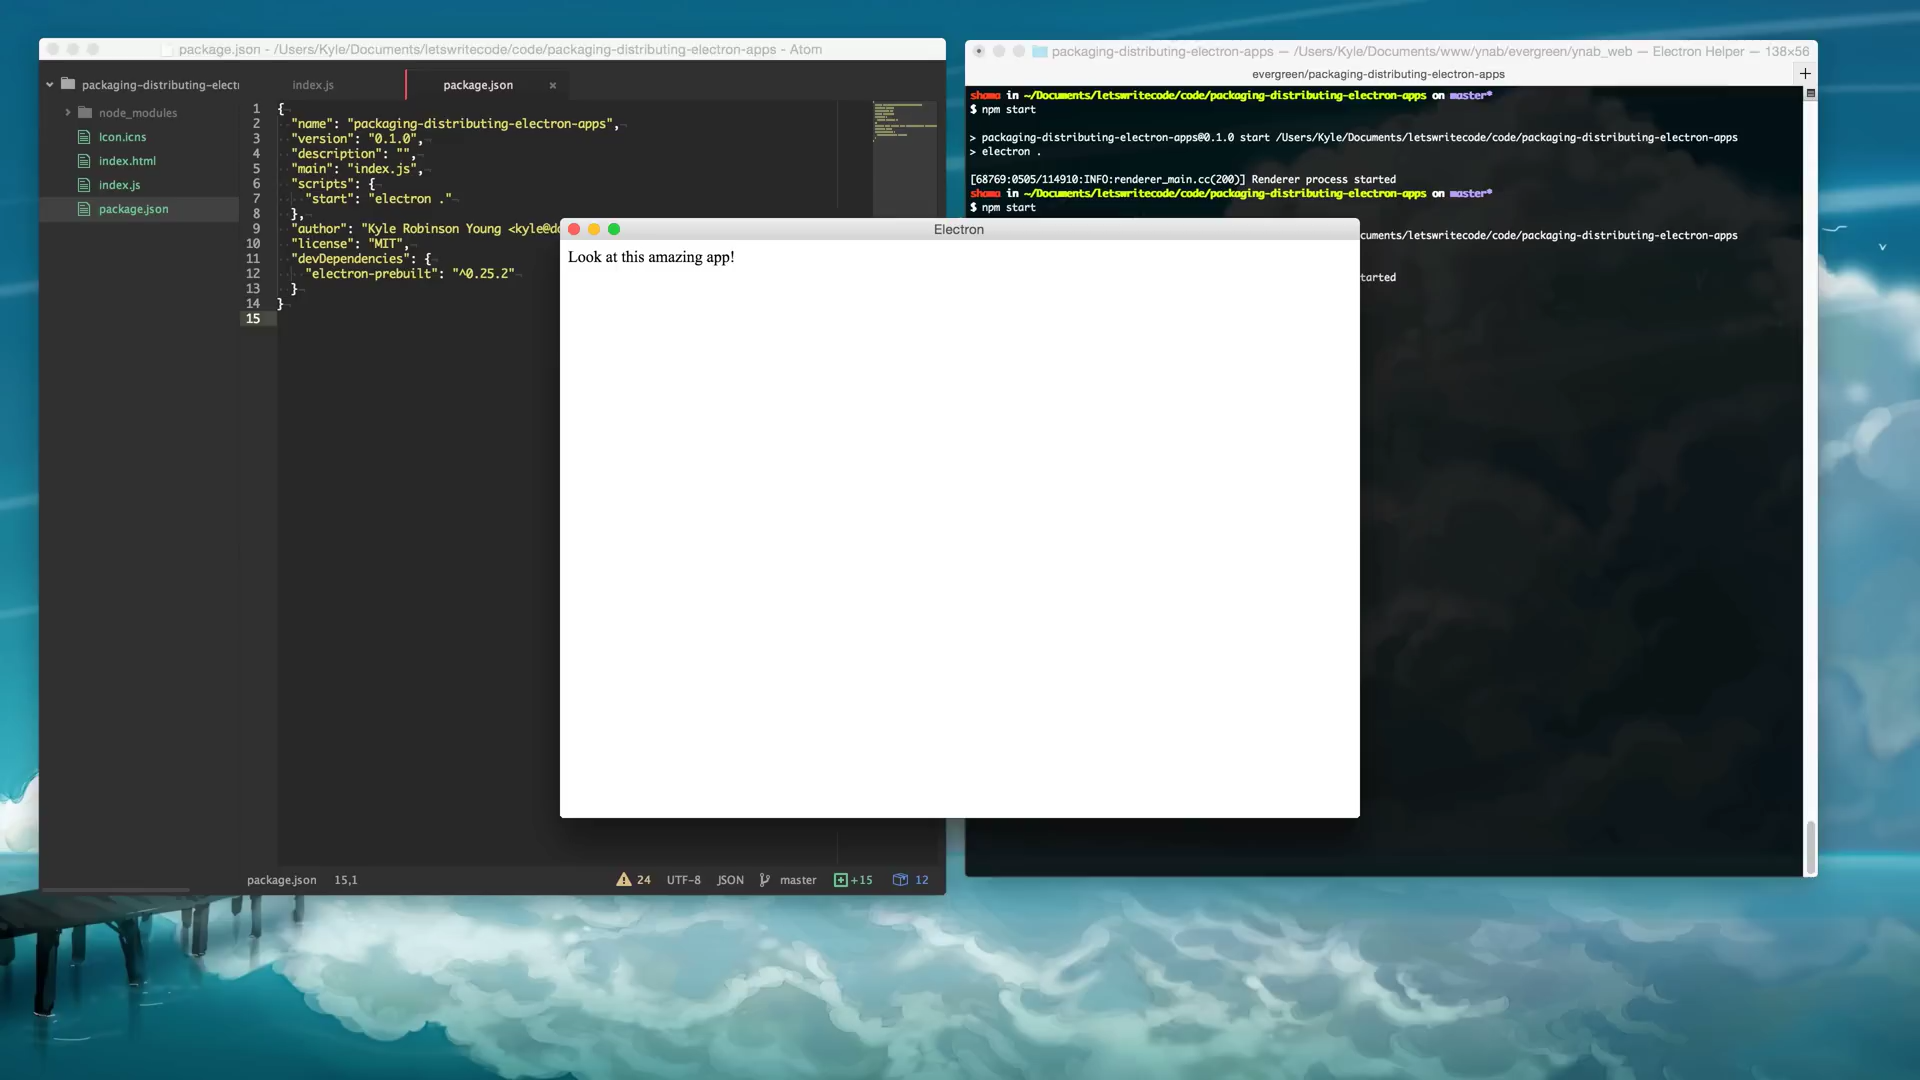 package.json - /Users/Kyle/Documents/letswritecode/code/packaging-distributing-electron-apps - Atom
packaging-distributing-electr
node_modules
Icon.icns
index.html
index.js
package.json
index.js
package.json
1 {
2 "name": "packaging-distributing-electron-apps",
3 "version": "0.1.0",
4 "description": "",
5 "main": "index.js",
6 "scripts": {
7 "start": "electron ."
8 },
9 "author": "Kyle Robinson Young <kyle@d
10 "license": "MIT",
11 "devDependencies": {
12 "electron-prebuilt": "^0.25.2"
13 }
14 }
15
package.json 15,1
24 UTF-8 JSON master +15 12
packaging-distributing-electron-apps — /Users/Kyle/Documents/www/ynab/evergreen/ynab_web — Electron Helper — 138×56
evergreen/packaging-distributing-electron-apps
shama in ~/Documents/letswritecode/code/packaging-distributing-electron-apps on master*
$ npm start
> packaging-distributing-electron-apps@0.1.0 start /Users/Kyle/Documents/letswritecode/code/packaging-distributing-electron-apps
> electron .
[68769:0505/114910:INFO:renderer_main.cc(200)] Renderer process started
shama in ~/Documents/letswritecode/code/packaging-distributing-electron-apps on master*
$ npm start
cuments/letswritecode/code/packaging-distributing-electron-apps
tarted
Electron
Look at this amazing app!